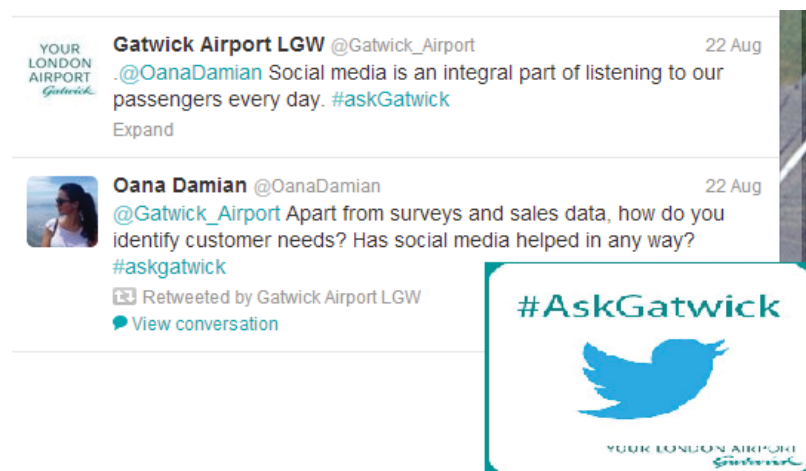 YOUR
LONDON
AIRPORT
Gatwick
Gatwick Airport LGW @Gatwick_Airport 22 Aug
.@OanaDamian Social media is an integral part of listening to our
passengers every day. #askGatwick
Expand
Oana Damian @OanaDamian 22 Aug
@Gatwick_Airport Apart from surveys and sales data, how do you
identify customer needs? Has social media helped in any way?
#askgatwick
Retweeted by Gatwick Airport LGW
View conversation
#AskGatwick
YOUR LONDON AIRPORT
Gatwick